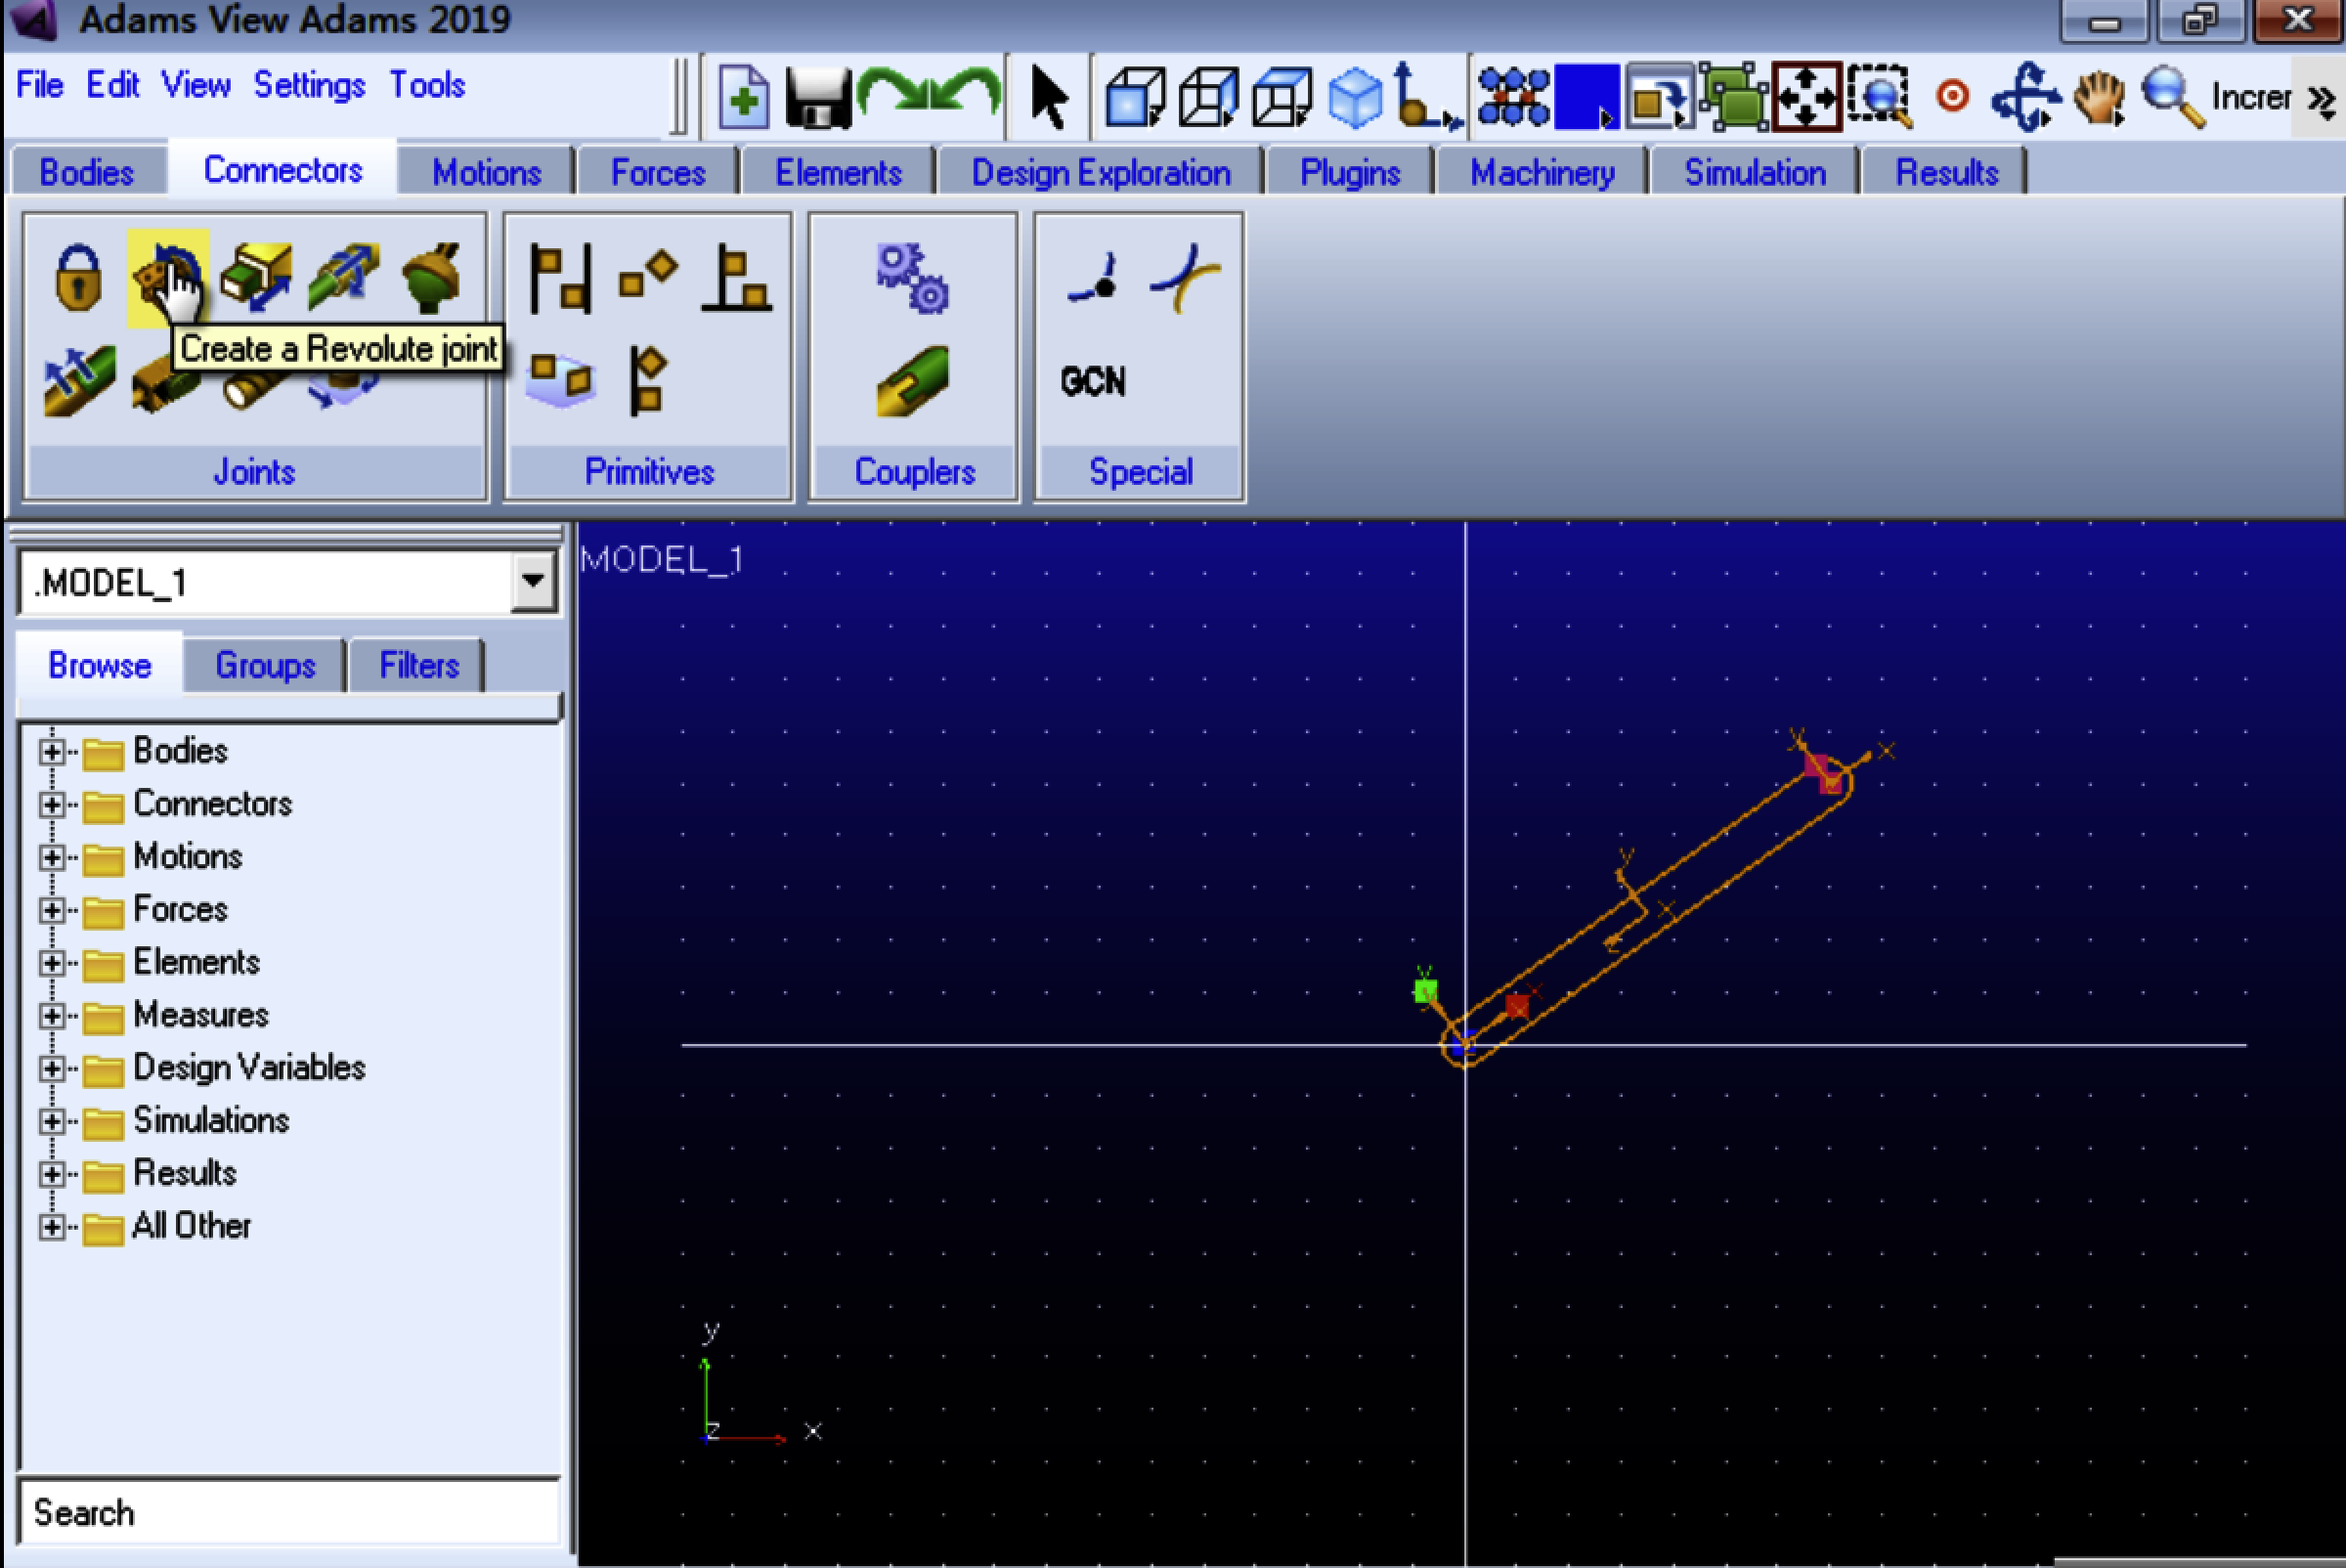 Adams View Adams 2019
File Edit View Settings Tools
Increr
Bodies Connectors Motions Forces Elements Design Exploration Plugins Machinery Simulation Results
Create a Revolute joint
GCN
Joints Primitives Couplers Special
.MODEL_1
MODEL_1
Browse Groups Filters
Bodies
Connectors
Motions
Forces
Elements
Measures
Design Variables
Simulations
Results
All Other
Search
y x
y
x
y
x
x
y
z x